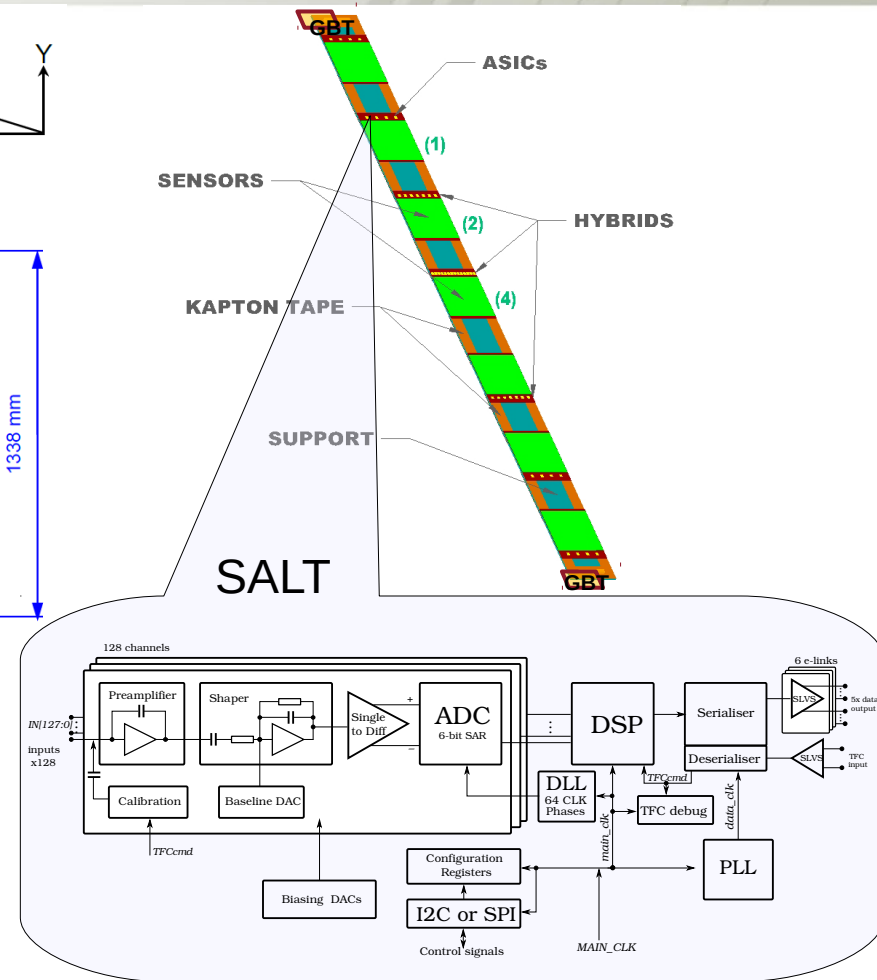 GBT
Y
ASICs
(1)
SENSORS
(2)
HYBRIDS
(4)
KAPTON TAPE
1338 mm
SUPPORT
GBT
SALT
128 channels
6 e-links
Preamplifier
Shaper
Single
to Diff
+
−
ADC
6-bit SAR
DSP
Serialiser
SLVS
5x data
output
IN[127:0]
inputs
x128
Deserialiser
SLVS
TFC
input
Calibration
Baseline DAC
DLL
64 CLK
Phases
TFCcmd
TFC debug
data_clk
main_clk
TFCcmd
Configuration
Registers
PLL
Biasing DACs
I2C or SPI
Control signals
MAIN_CLK